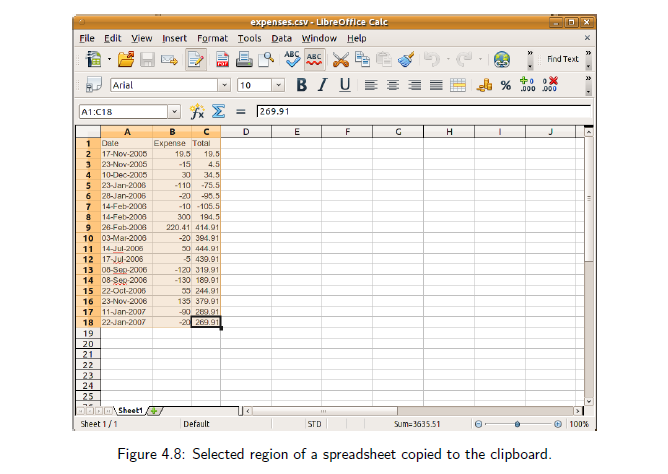 expenses.csv - LibreOffice Calc
File Edit View Insert Format Tools Data Window Help
ABC ABC Find Text
Arial 10 B I U % .000 .000
A1:C18 fx Σ = 269.91
A B C D E F G H I J
1 Date Expense Total
2 17-Nov-2005 19.5 19.5
3 23-Nov-2005 -15 4.5
4 10-Dec-2005 30 34.5
5 23-Jan-2006 -110 -75.5
6 28-Jan-2006 -20 -95.5
7 14-Feb-2006 -10 -105.5
8 14-Feb-2006 300 194.5
9 26-Feb-2006 220.41 414.91
10 03-Mar-2006 -20 394.91
11 14-Jul-2006 50 444.91
12 17-Jul-2006 -5 439.91
13 08-Sep-2006 -120 319.91
14 08-Sep-2006 -130 189.91
15 22-Oct-2006 55 244.91
16 23-Nov-2006 135 379.91
17 11-Jan-2007 -90 289.91
18 22-Jan-2007 -20 269.91
19
20
21
22
23
24
25
Sheet1
Sheet 1 / 1 Default STD Sum=3635.51 100%
Figure 4.8: Selected region of a spreadsheet copied to the clipboard.